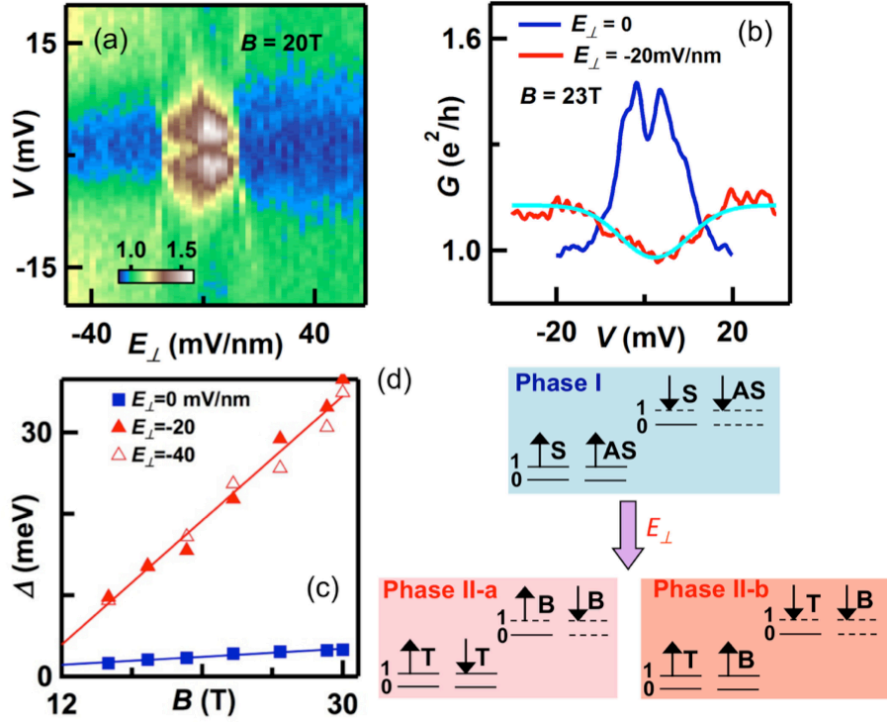 (a)
B = 20T
V (mV)
15
-15
1.0 1.5
-40 40
E⊥ (mV/nm)
(b)
E⊥ = 0
E⊥ = -20mV/nm
B = 23T
G (e²/h)
1.6
1.0
-20 20
V (mV)
(c)
E⊥=0 mV/nm
E⊥=-20
E⊥=-40
Δ (meV)
30
0
12 30
B (T)
(d)
Phase I
1 S AS
0
1 S AS
0
E⊥
Phase II-a
1 B B
0
1 T T
0
Phase II-b
1 T B
0
1 T B
0